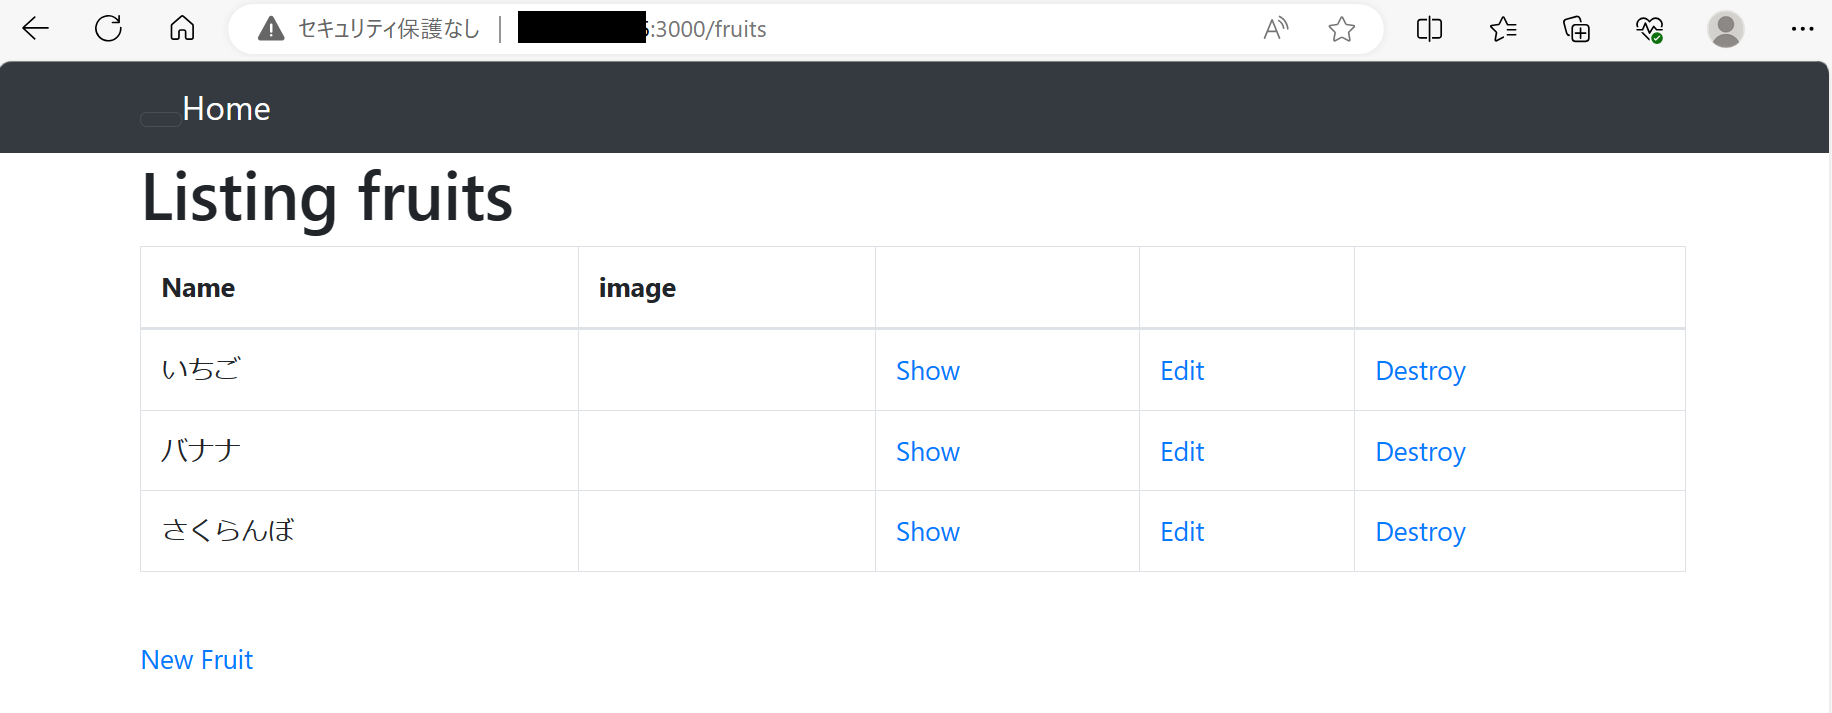 セキュリティ保護なし :3000/fruits
Home
Listing fruits
Name image
いちご Show Edit Destroy
バナナ Show Edit Destroy
さくらんぼ Show Edit Destroy
New Fruit